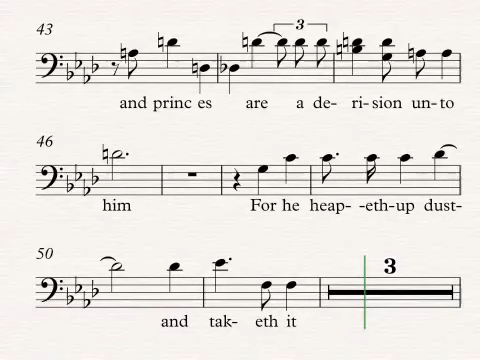 43
3
and princ es are a de- ri- sion un- to
46
him For he heap- -eth-up dust-
50
3
and tak- eth it